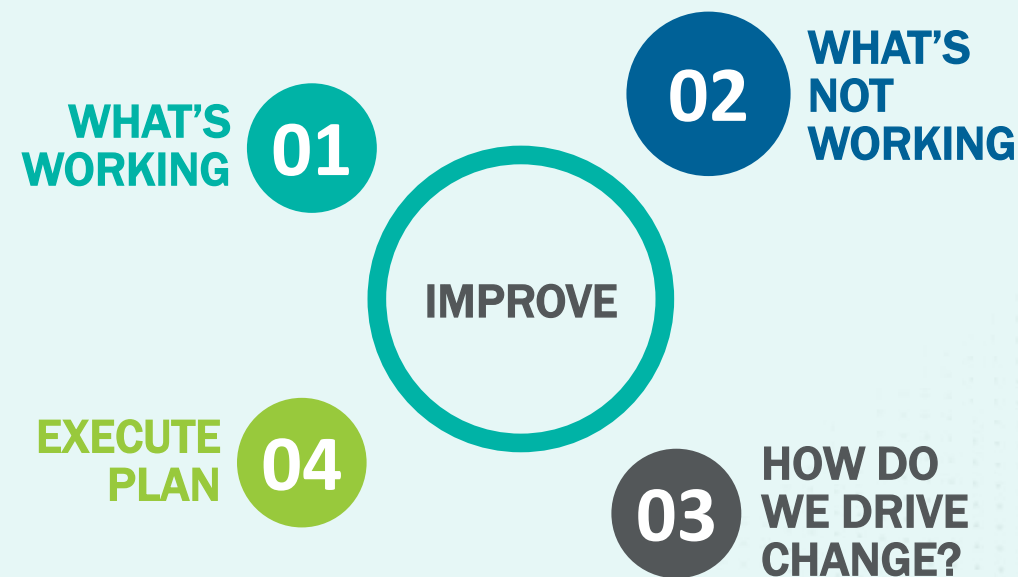 WHAT'S
WORKING
01
02
WHAT'S
NOT
WORKING
IMPROVE
03
HOW DO
WE DRIVE
CHANGE?
EXECUTE
PLAN
04